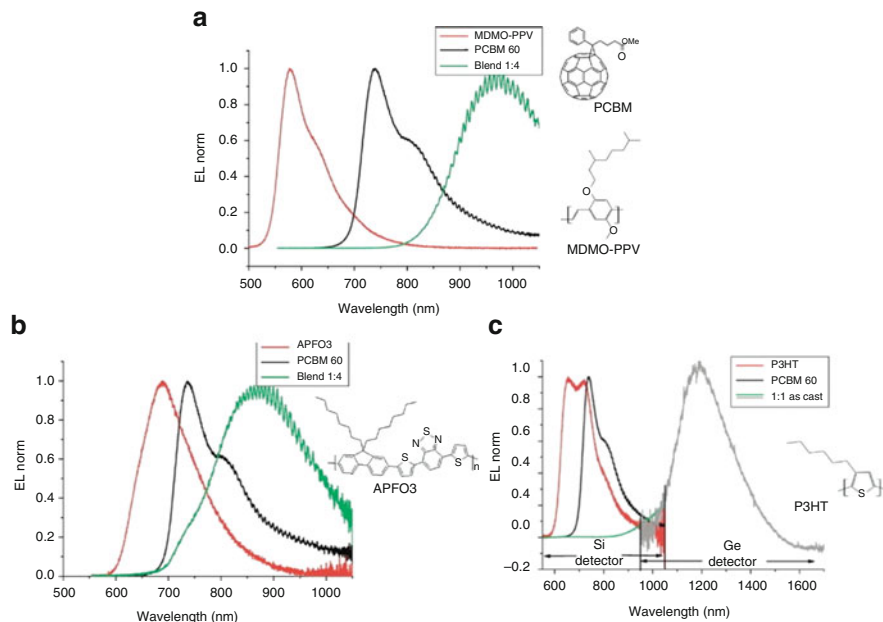 a
MDMO-PPV
PCBM 60
Blend 1:4
EL norm
1.0
0.8
0.6
0.4
0.2
0.0
500 600 700 800 900 1000
Wavelength (nm)
OMe
O
PCBM
O
O
n
MDMO-PPV
b
APFO3
PCBM 60
Blend 1:4
EL norm
1.0
0.8
0.6
0.4
0.2
0.0
600 700 800 900 1000
Wavelength (nm)
S
N N
S S
n
APFO3
c
P3HT
PCBM 60
1:1 as cast
EL norm
1.0
0.8
0.6
0.4
0.2
0.0
–0.2
Si
detector
Ge
detector
600 800 1000 1200 1400 1600
Wavelength (nm)
P3HT
S
n